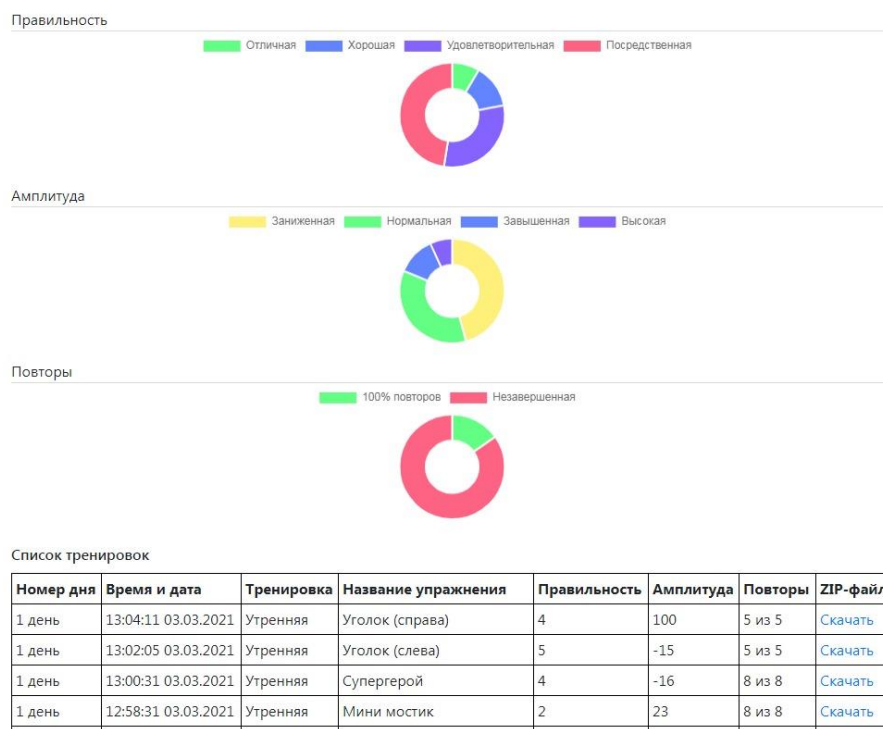 Правильность
Отличная Хорошая Удовлетворительная Посредственная
Амплитуда
Заниженная Нормальная Завышенная Высокая
Повторы
100% повторов Незавершенная
Список тренировок
Номер дня Время и дата Тренировка Название упражнения Правильность Амплитуда Повторы ZIP-файл
1 день 13:04:11 03.03.2021 Утренняя Уголок (справа) 4 100 5 из 5 Скачать
1 день 13:02:05 03.03.2021 Утренняя Уголок (слева) 5 -15 5 из 5 Скачать
1 день 13:00:31 03.03.2021 Утренняя Супергерой 4 -16 8 из 8 Скачать
1 день 12:58:31 03.03.2021 Утренняя Мини мостик 2 23 8 из 8 Скачать